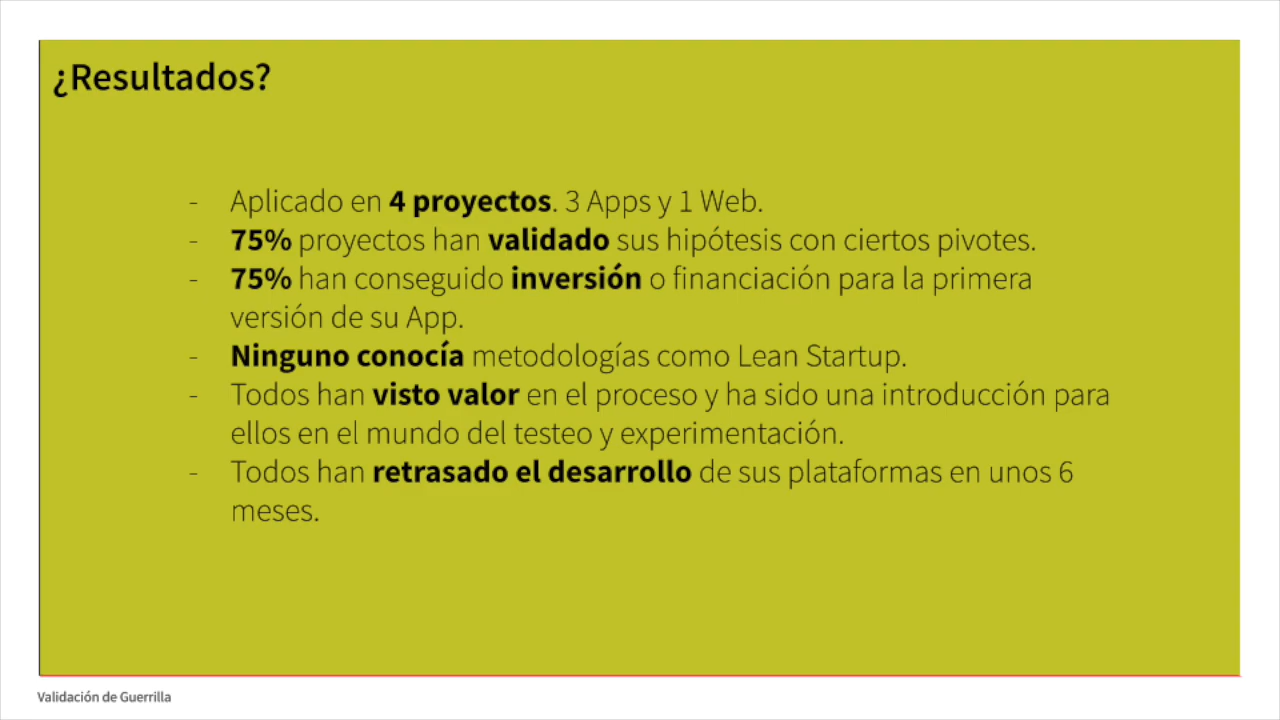 ¿Resultados?
- Aplicado en 4 proyectos. 3 Apps y 1 Web.
- 75% proyectos han validado sus hipótesis con ciertos pivotes.
- 75% han conseguido inversión o financiación para la primera
versión de su App.
- Ninguno conocía metodologías como Lean Startup.
- Todos han visto valor en el proceso y ha sido una introducción para
ellos en el mundo del testeo y experimentación.
- Todos han retrasado el desarrollo de sus plataformas en unos 6
meses.
Validación de Guerrilla